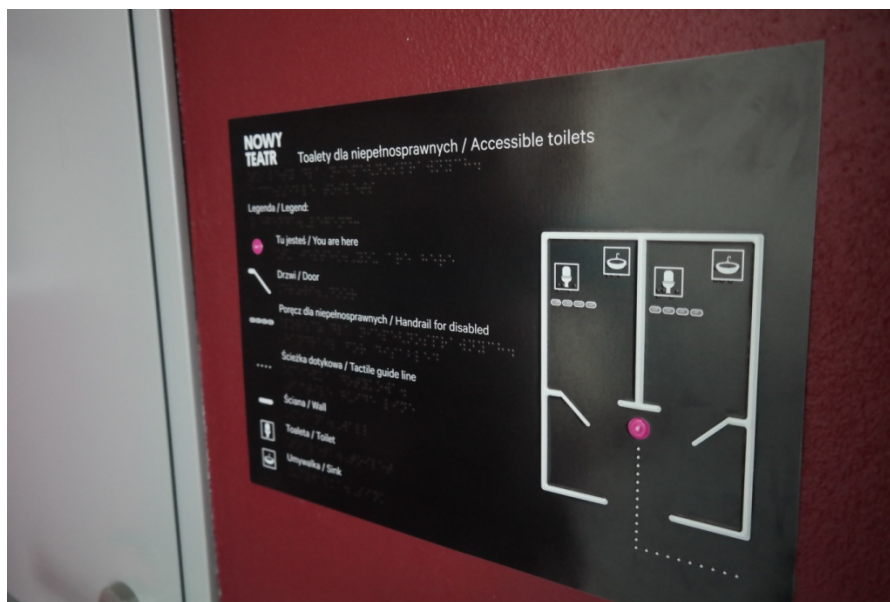 NOWY
TEATR
Toalety dla niepełnosprawnych / Accessible toilets
Legenda / Legend:
Tu jesteś / You are here
Drzwi / Door
Poręcz dla niepełnosprawnych / Handrail for disabled
Ścieżka dotykowa / Tactile guide line
Ściana / Wall
Toaleta / Toilet
Umywalka / Sink